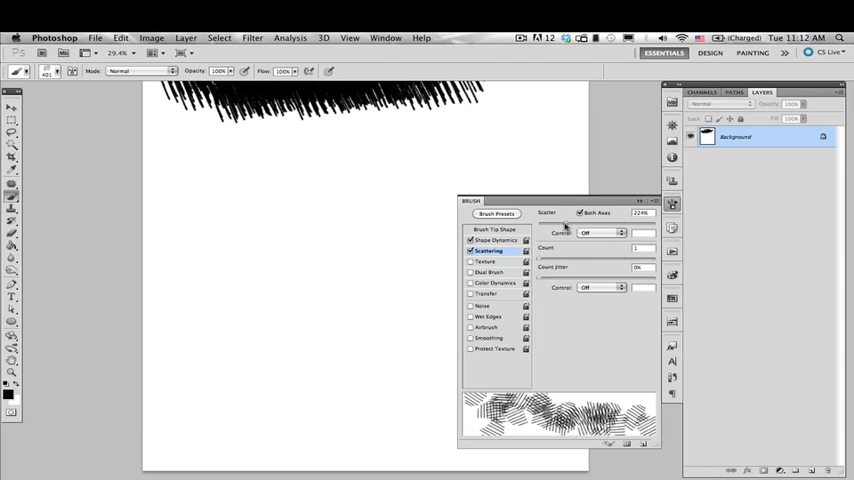 Photoshop File Edit Image Layer Select Filter Analysis 3D View Window Help 12 (Charged) Tue 11:12 AM
Ps Br Mb 29.4% ESSENTIALS DESIGN PAINTING >> CS Live
401 Mode: Normal Opacity: 100% Flow: 100%
CHANNELS PATHS LAYERS
Normal Opacity: 100%
Lock: Fill: 100%
Background
BRUSH
Brush Presets
Scatter Both Axes 224%
Control: Off
Count 1
Count Jitter 0%
Control: Off
Brush Tip Shape
Shape Dynamics
Scattering
Texture
Dual Brush
Color Dynamics
Transfer
Noise
Wet Edges
Airbrush
Smoothing
Protect Texture